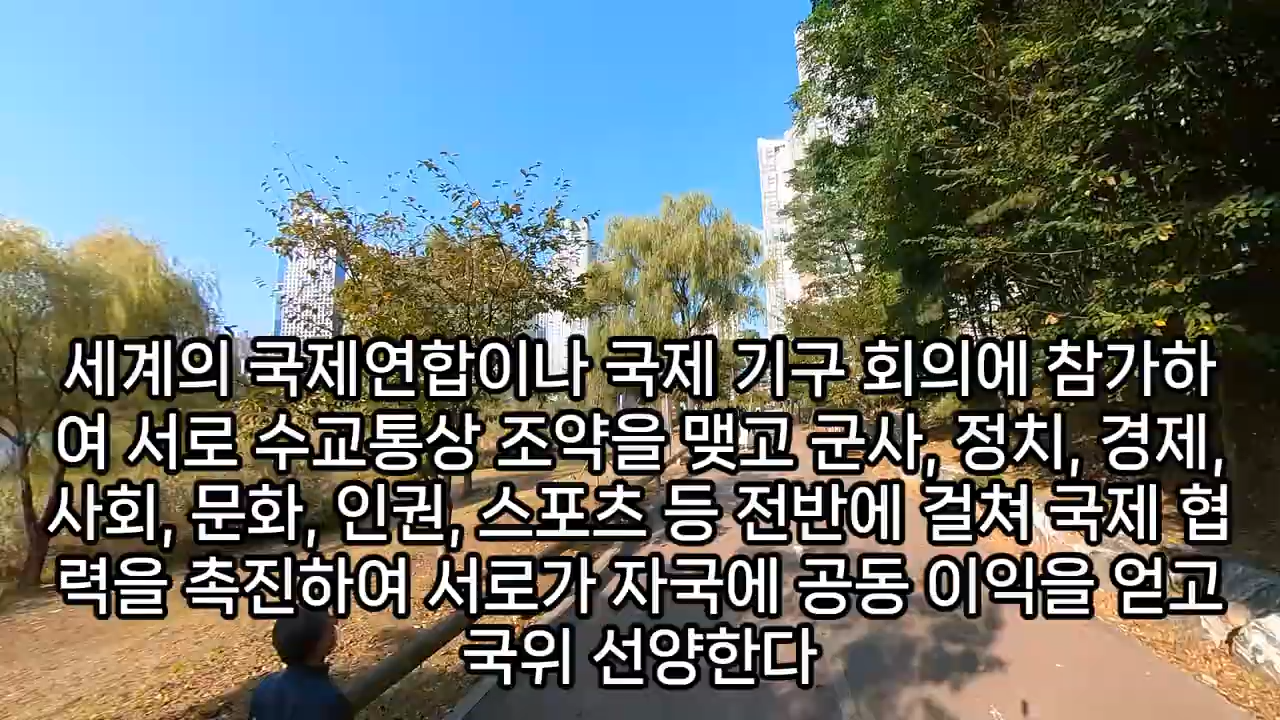 세계의 국제연합이나 국제 기구 회의에 참가하
여 서로 수교통상 조약을 맺고 군사, 정치, 경제,
사회, 문화, 인권, 스포츠 등 전반에 걸쳐 국제 협
력을 촉진하여 서로가 자국에 공동 이익을 얻고
국위 선양한다